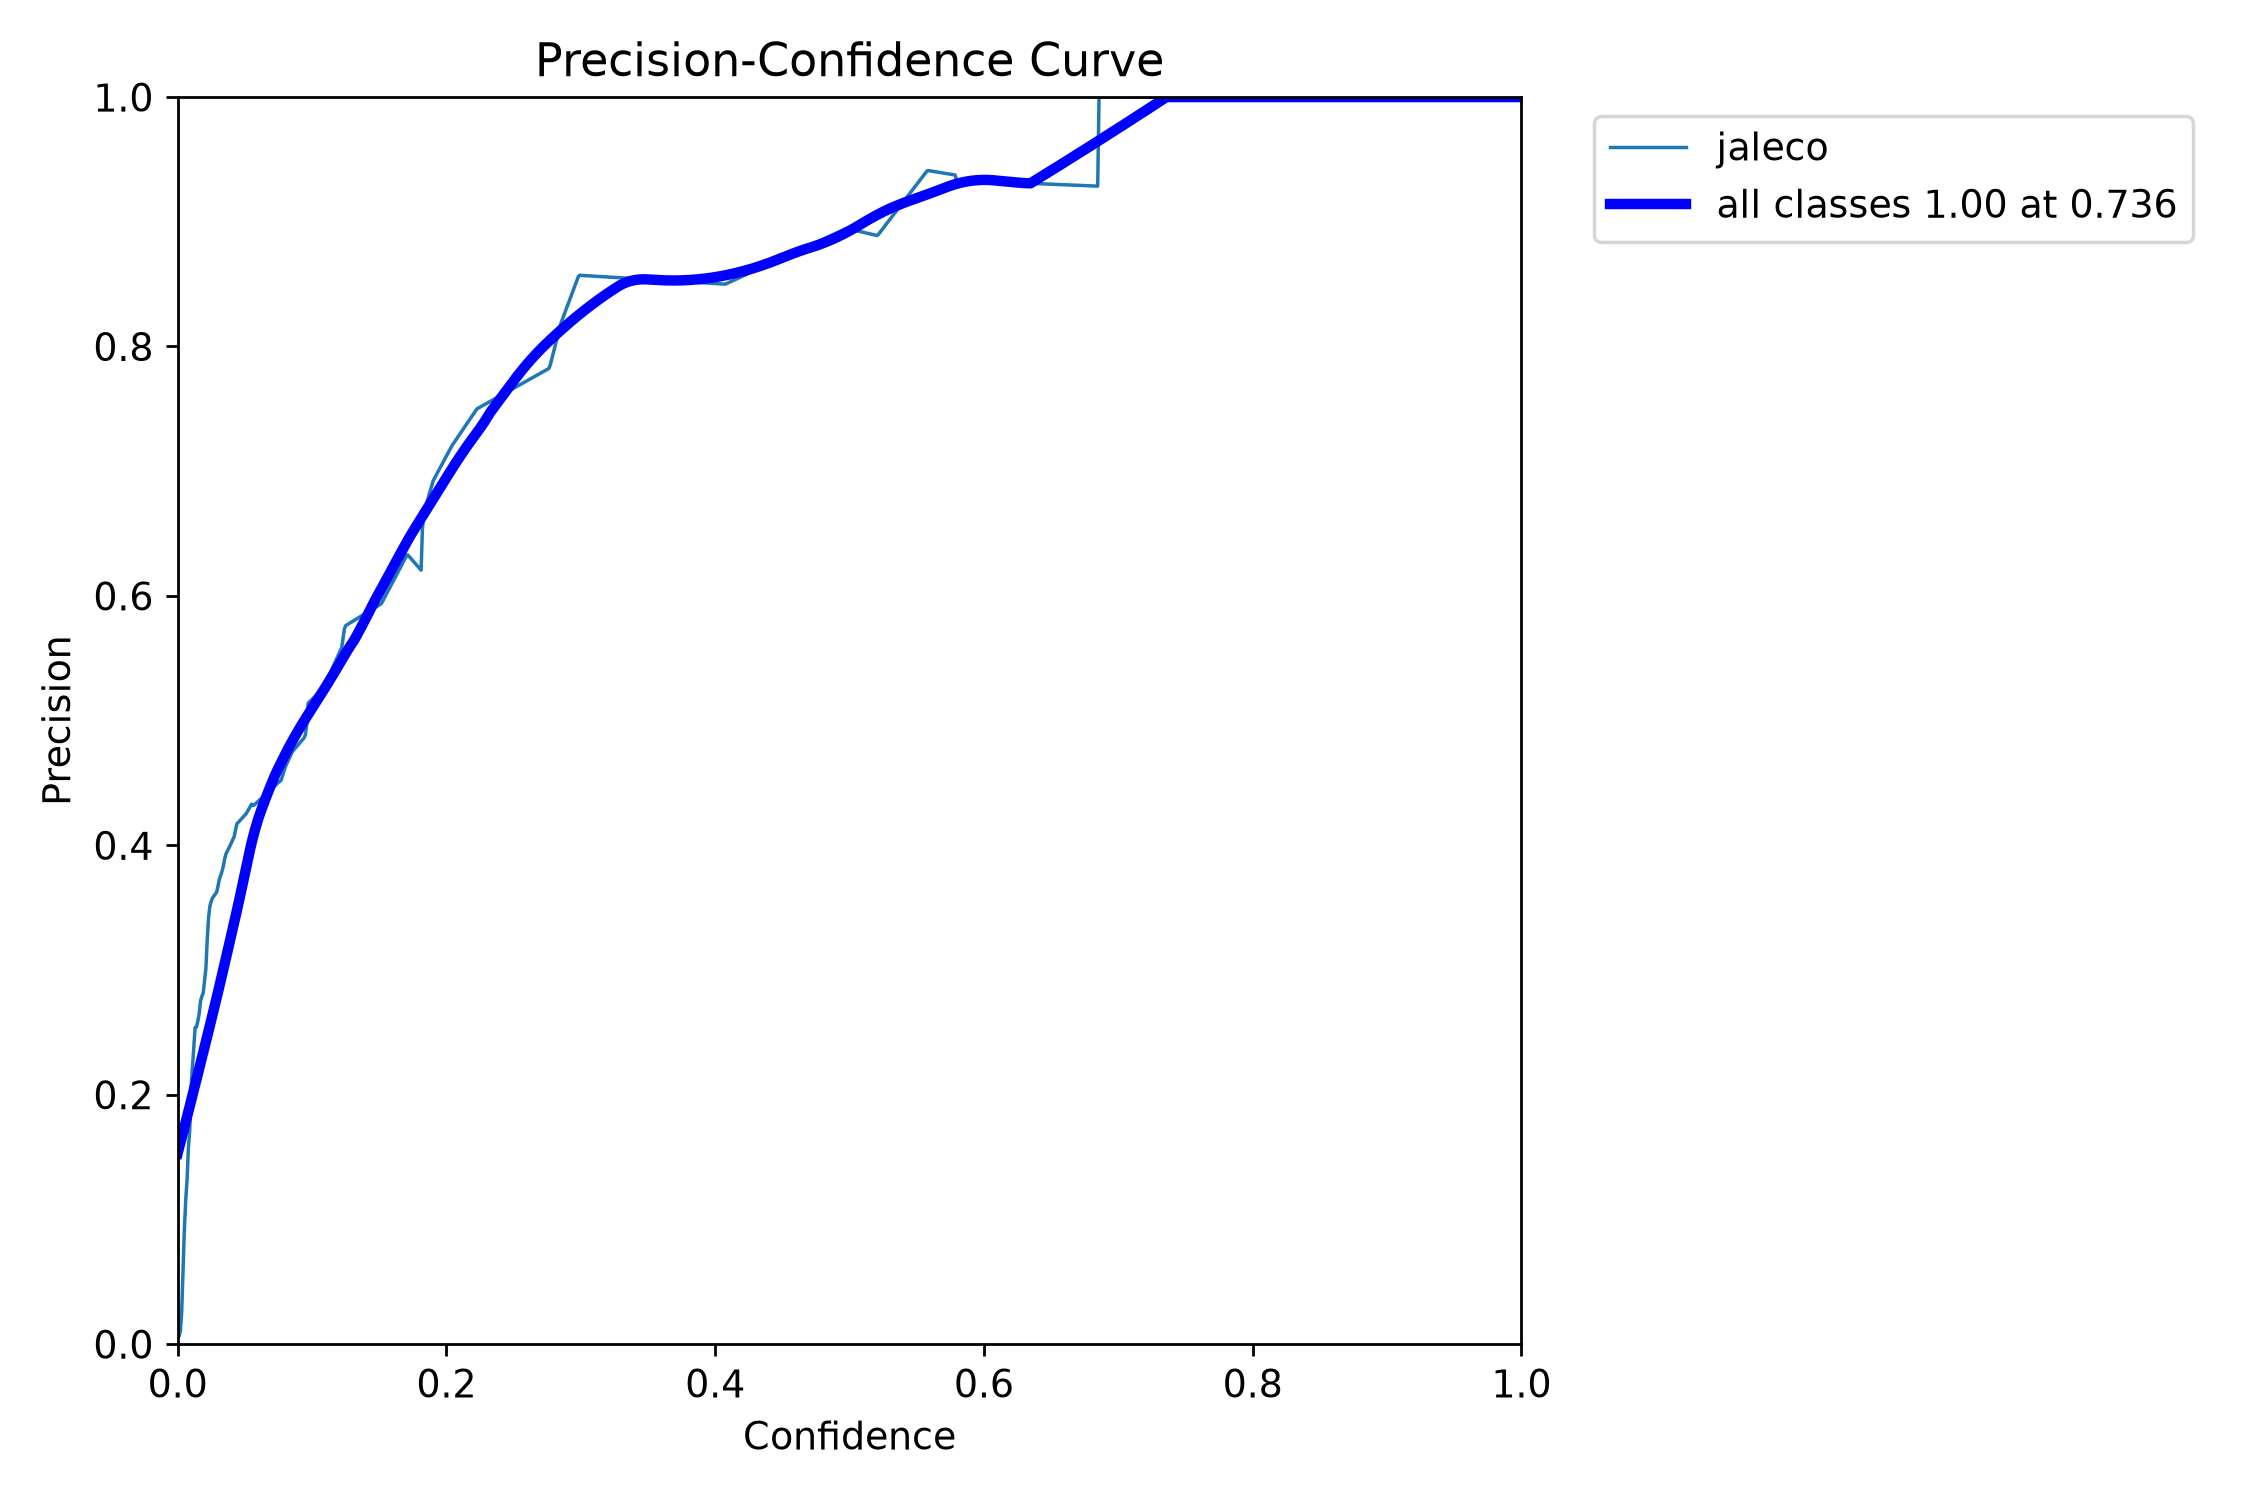 Precision-Confidence Curve
jaleco
all classes 1.00 at 0.736
Precision
1.0
0.8
0.6
0.4
0.2
0.0
0.0 0.2 0.4 0.6 0.8 1.0
Confidence